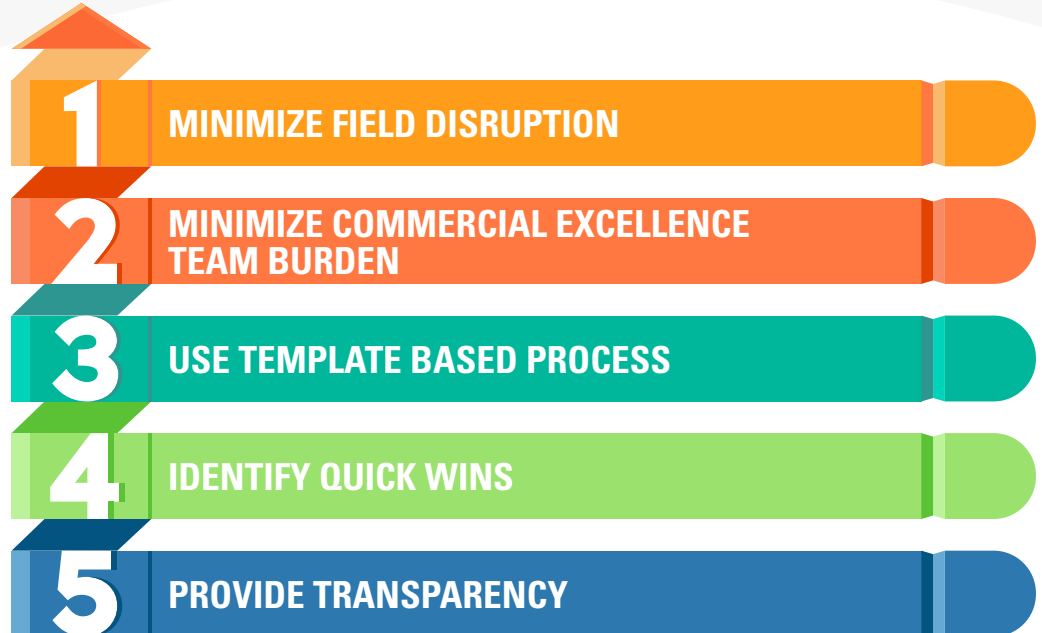 1
MINIMIZE FIELD DISRUPTION
2
MINIMIZE COMMERCIAL EXCELLENCE
TEAM BURDEN
3
USE TEMPLATE BASED PROCESS
4
IDENTIFY QUICK WINS
5
PROVIDE TRANSPARENCY